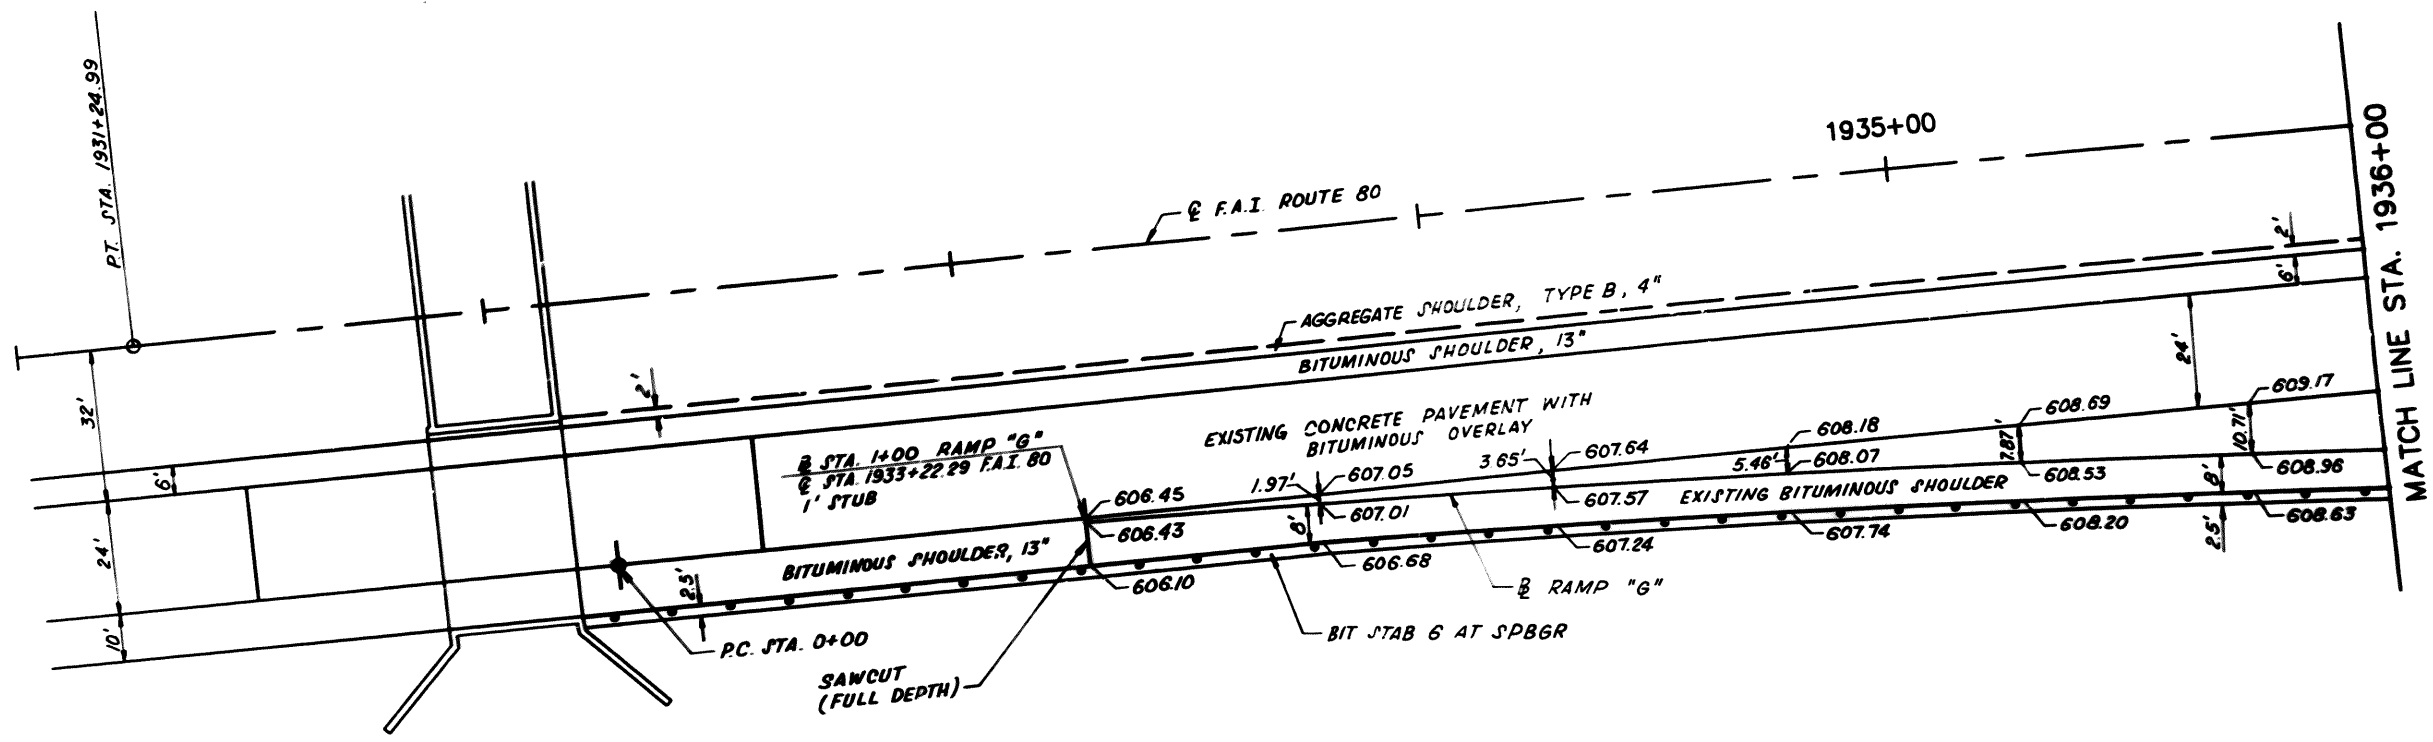 P.T. STA. 1931+24.99
1935+00
MATCH LINE STA. 1936+00
℄ F.A.I. ROUTE 80
2'
6'
AGGREGATE SHOULDER, TYPE B, 4"
BITUMINOUS SHOULDER, 13"
24'
32'
2'
6'
EXISTING CONCRETE PAVEMENT WITH
BITUMINOUS OVERLAY
609.17
608.69
608.18
607.64
607.05
606.45
10.71'
7.87'
5.46'
3.65'
1.97'
608.96
608.53
608.07
607.57
607.01
606.43
STA. 1+00 RAMP "G"
℄ STA. 1933+22.29 F.A.I. 80
1' STUB
EXISTING BITUMINOUS SHOULDER
8'
8'
BITUMINOUS SHOULDER, 13"
2.5'
2.5'
608.63
608.20
607.74
607.24
606.68
606.10
24'
10'
RAMP "G"
BIT STAB 6 AT SPBGR
P.C. STA. 0+00
SAWCUT
(FULL DEPTH)